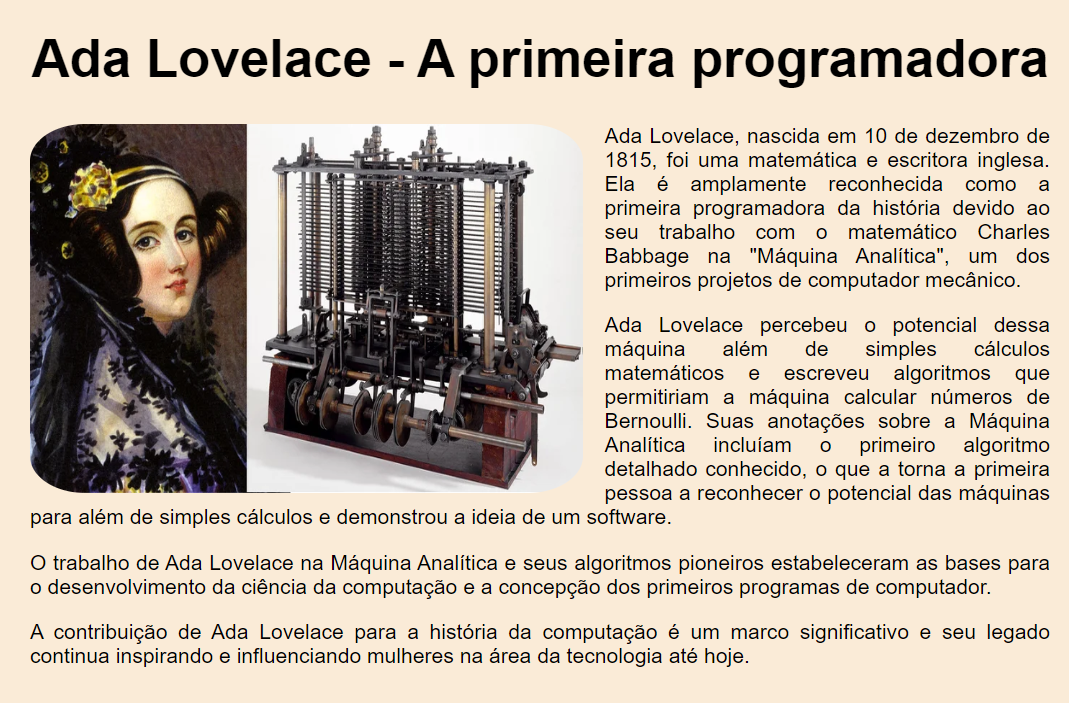 Ada Lovelace - A primeira programadora
Ada Lovelace, nascida em 10 de dezembro de
1815, foi uma matemática e escritora inglesa.
Ela é amplamente reconhecida como a
primeira programadora da história devido ao
seu trabalho com o matemático Charles
Babbage na "Máquina Analítica", um dos
primeiros projetos de computador mecânico.
Ada Lovelace percebeu o potencial dessa
máquina além de simples cálculos
matemáticos e escreveu algoritmos que
permitiriam a máquina calcular números de
Bernoulli. Suas anotações sobre a Máquina
Analítica incluíam o primeiro algoritmo
detalhado conhecido, o que a torna a primeira
pessoa a reconhecer o potencial das máquinas
para além de simples cálculos e demonstrou a ideia de um software.
O trabalho de Ada Lovelace na Máquina Analítica e seus algoritmos pioneiros estabeleceram as bases para
o desenvolvimento da ciência da computação e a concepção dos primeiros programas de computador.
A contribuição de Ada Lovelace para a história da computação é um marco significativo e seu legado
continua inspirando e influenciando mulheres na área da tecnologia até hoje.